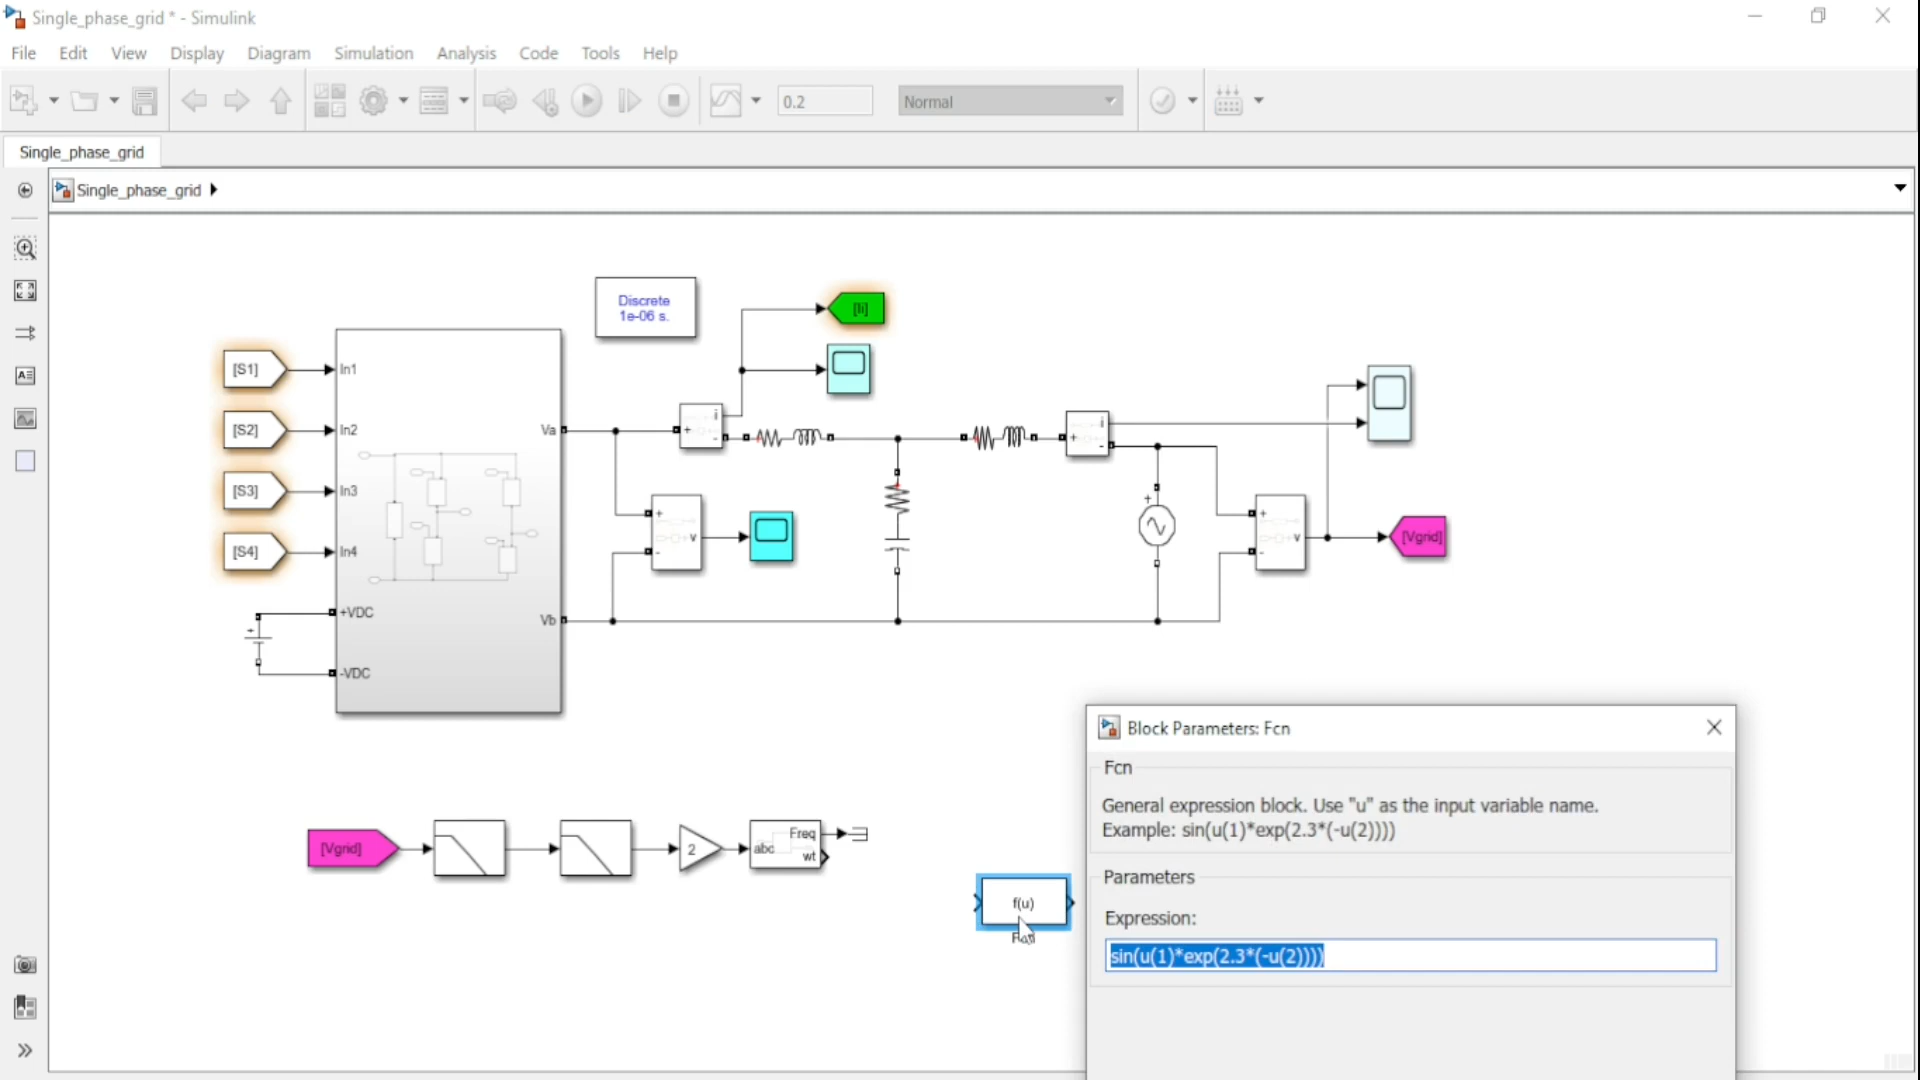 Single_phase_grid * - Simulink
File Edit View Display Diagram Simulation Analysis Code Tools Help
0.2 Normal
Single_phase_grid
Single_phase_grid
Discrete
1e-06 s.
[Ii]
[S1] In1
[S2] In2
[S3] In3
[S4] In4
+VDC
-VDC
Va
Vb
i
+
-
+
v
-
i
+
-
+
+
v
-
[Vgrid]
[Vgrid]
2
abc
Freq
wt
f(u)
Block Parameters: Fcn
Fcn
General expression block. Use "u" as the input variable name.
Example: sin(u(1)*exp(2.3*(-u(2))))
Parameters
Expression:
sin(u(1)*exp(2.3*(-u(2))))